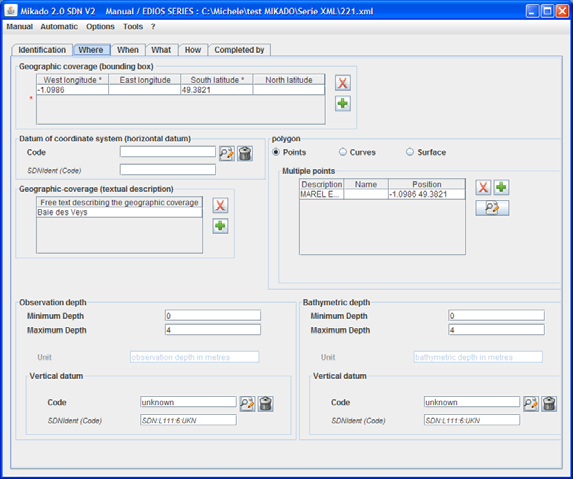 Mikado 2.0 SDN V2    Manual / EDIOS SERIES : C:\Michele\test MIKADO\Serie XML\221.xml
Manual Automatic Options Tools ?
Identification Where When What How Completed by
Geographic coverage (bounding box)
West longitude * East longitude South latitude * North latitude
-1.0986 49.3821
*
Datum of coordinate system (horizontal datum)
Code
SDNIdent (Code)
polygon
Points Curves Surface
Multiple points
Description Name Position
MAREL E... -1.0986 49.3821
Geographic-coverage (textual description)
Free text describing the geographic coverage
Baie des Veys
Observation depth
Minimum Depth 0
Maximum Depth 4
Unit observation depth in metres
Vertical datum
Code unknown
SDNIdent (Code) SDN:L111:6:UKN
Bathymetric depth
Minimum Depth 0
Maximum Depth 4
Unit bathymetric depth in metres
Vertical datum
Code unknown
SDNIdent (Code) SDN:L111:6:UKN